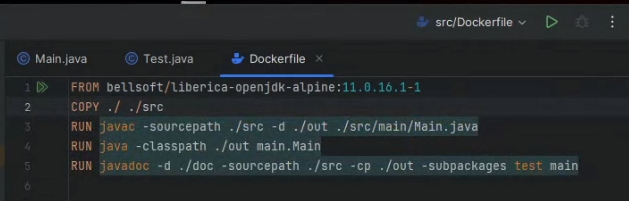 src/Dockerfile
Main.java Test.java Dockerfile
1 FROM bellsoft/liberica-openjdk-alpine:11.0.16.1-1
2 COPY ./ ./src
3 RUN javac -sourcepath ./src -d ./out ./src/main/Main.java
4 RUN java -classpath ./out main.Main
5 RUN javadoc -d ./doc -sourcepath ./src -cp ./out -subpackages test main
6